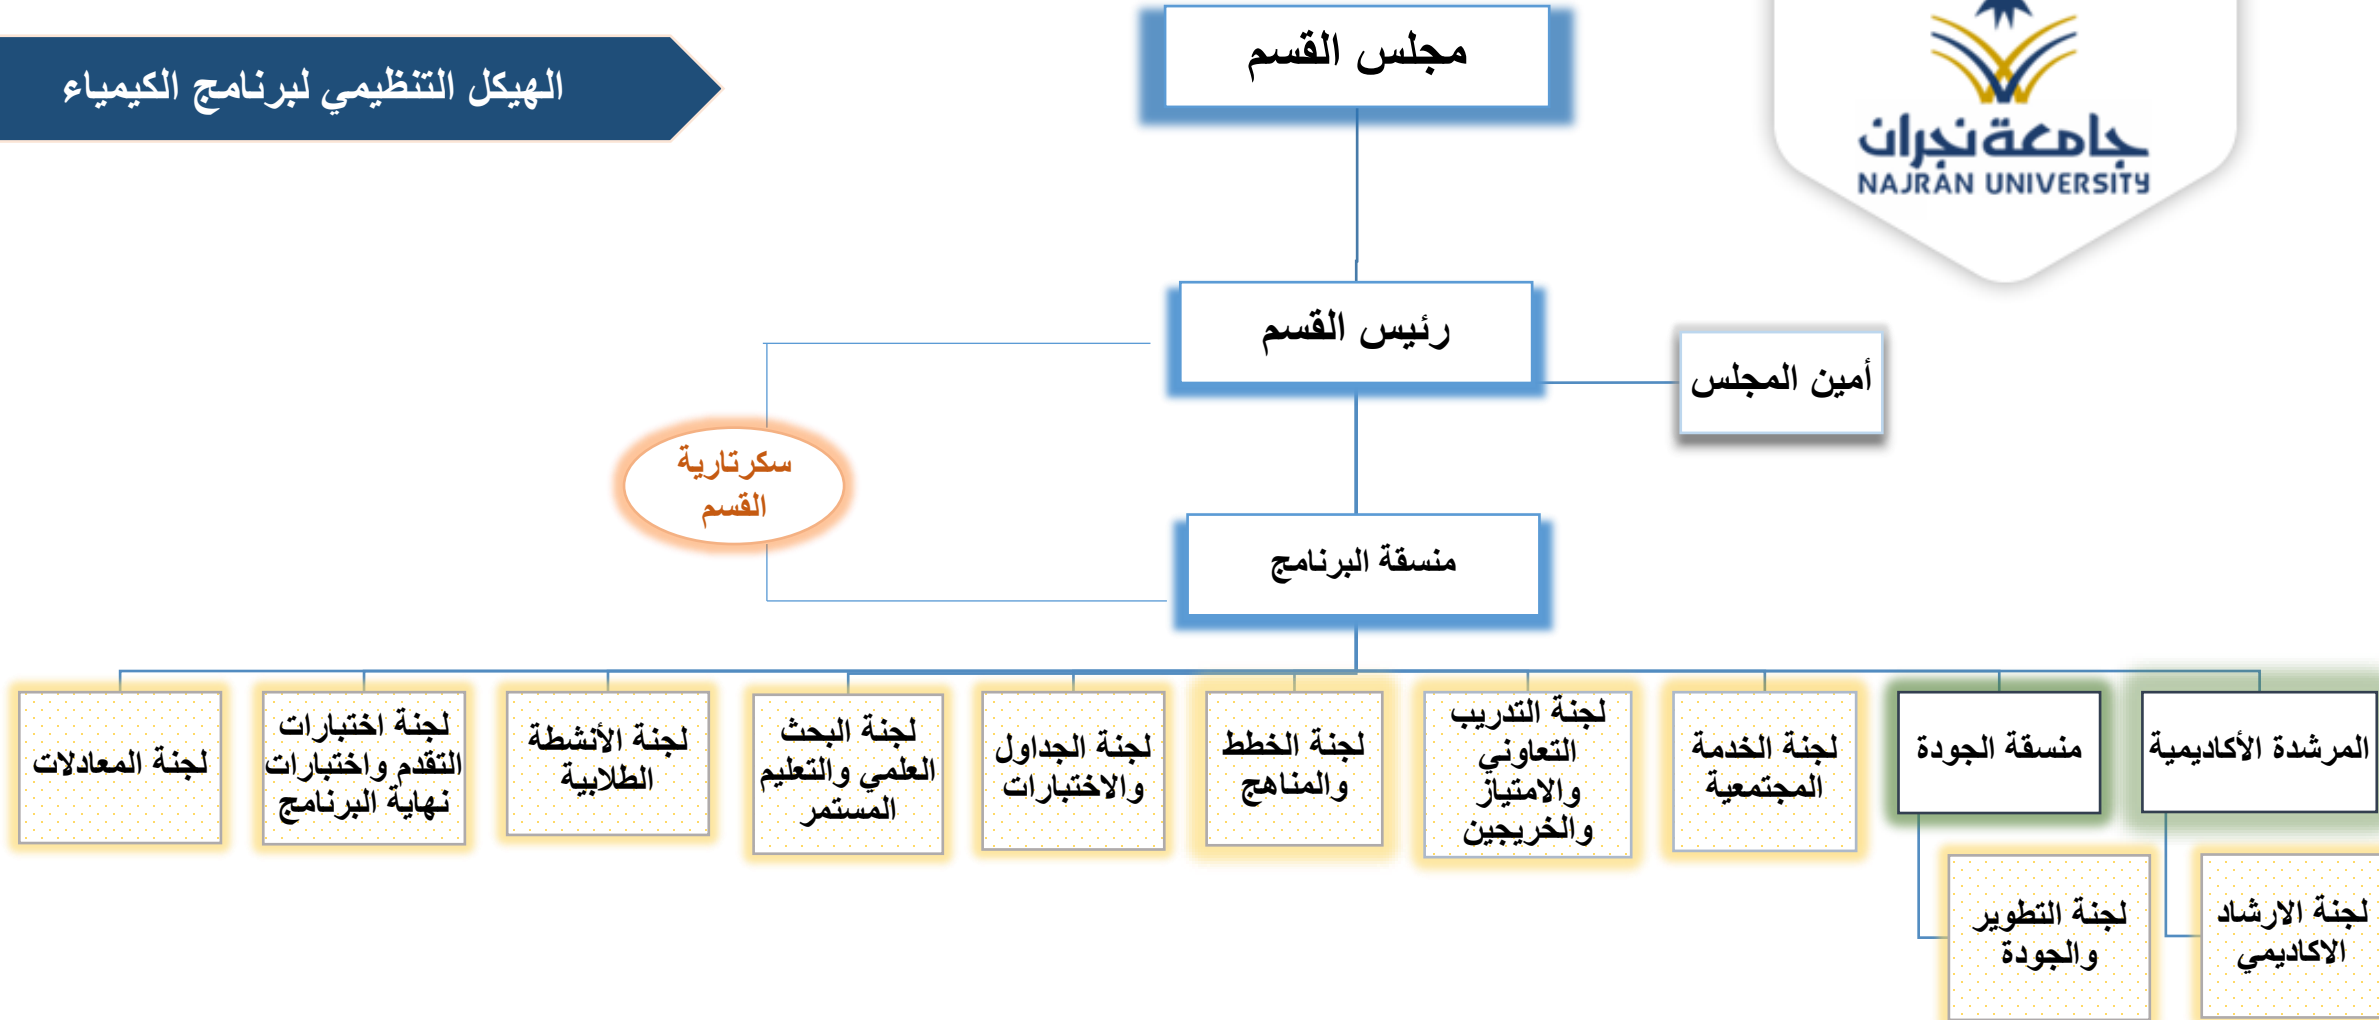 الهيكل التنظيمي لبرنامج الكيمياء
جامعة نجران
NAJRAN UNIVERSITY
مجلس القسم
رئيس القسم
أمين المجلس
سكرتارية
القسم
منسقة البرنامج
المرشدة الأكاديمية
منسقة الجودة
لجنة الخدمة
المجتمعية
لجنة التدريب
التعاوني
والامتياز
والخريجين
لجنة الخطط
والمناهج
لجنة الجداول
والاختبارات
لجنة البحث
العلمي والتعليم
المستمر
لجنة الأنشطة
الطلابية
لجنة اختبارات
التقدم واختبارات
نهاية البرنامج
لجنة المعادلات
لجنة الارشاد
الاكاديمي
لجنة التطوير
والجودة